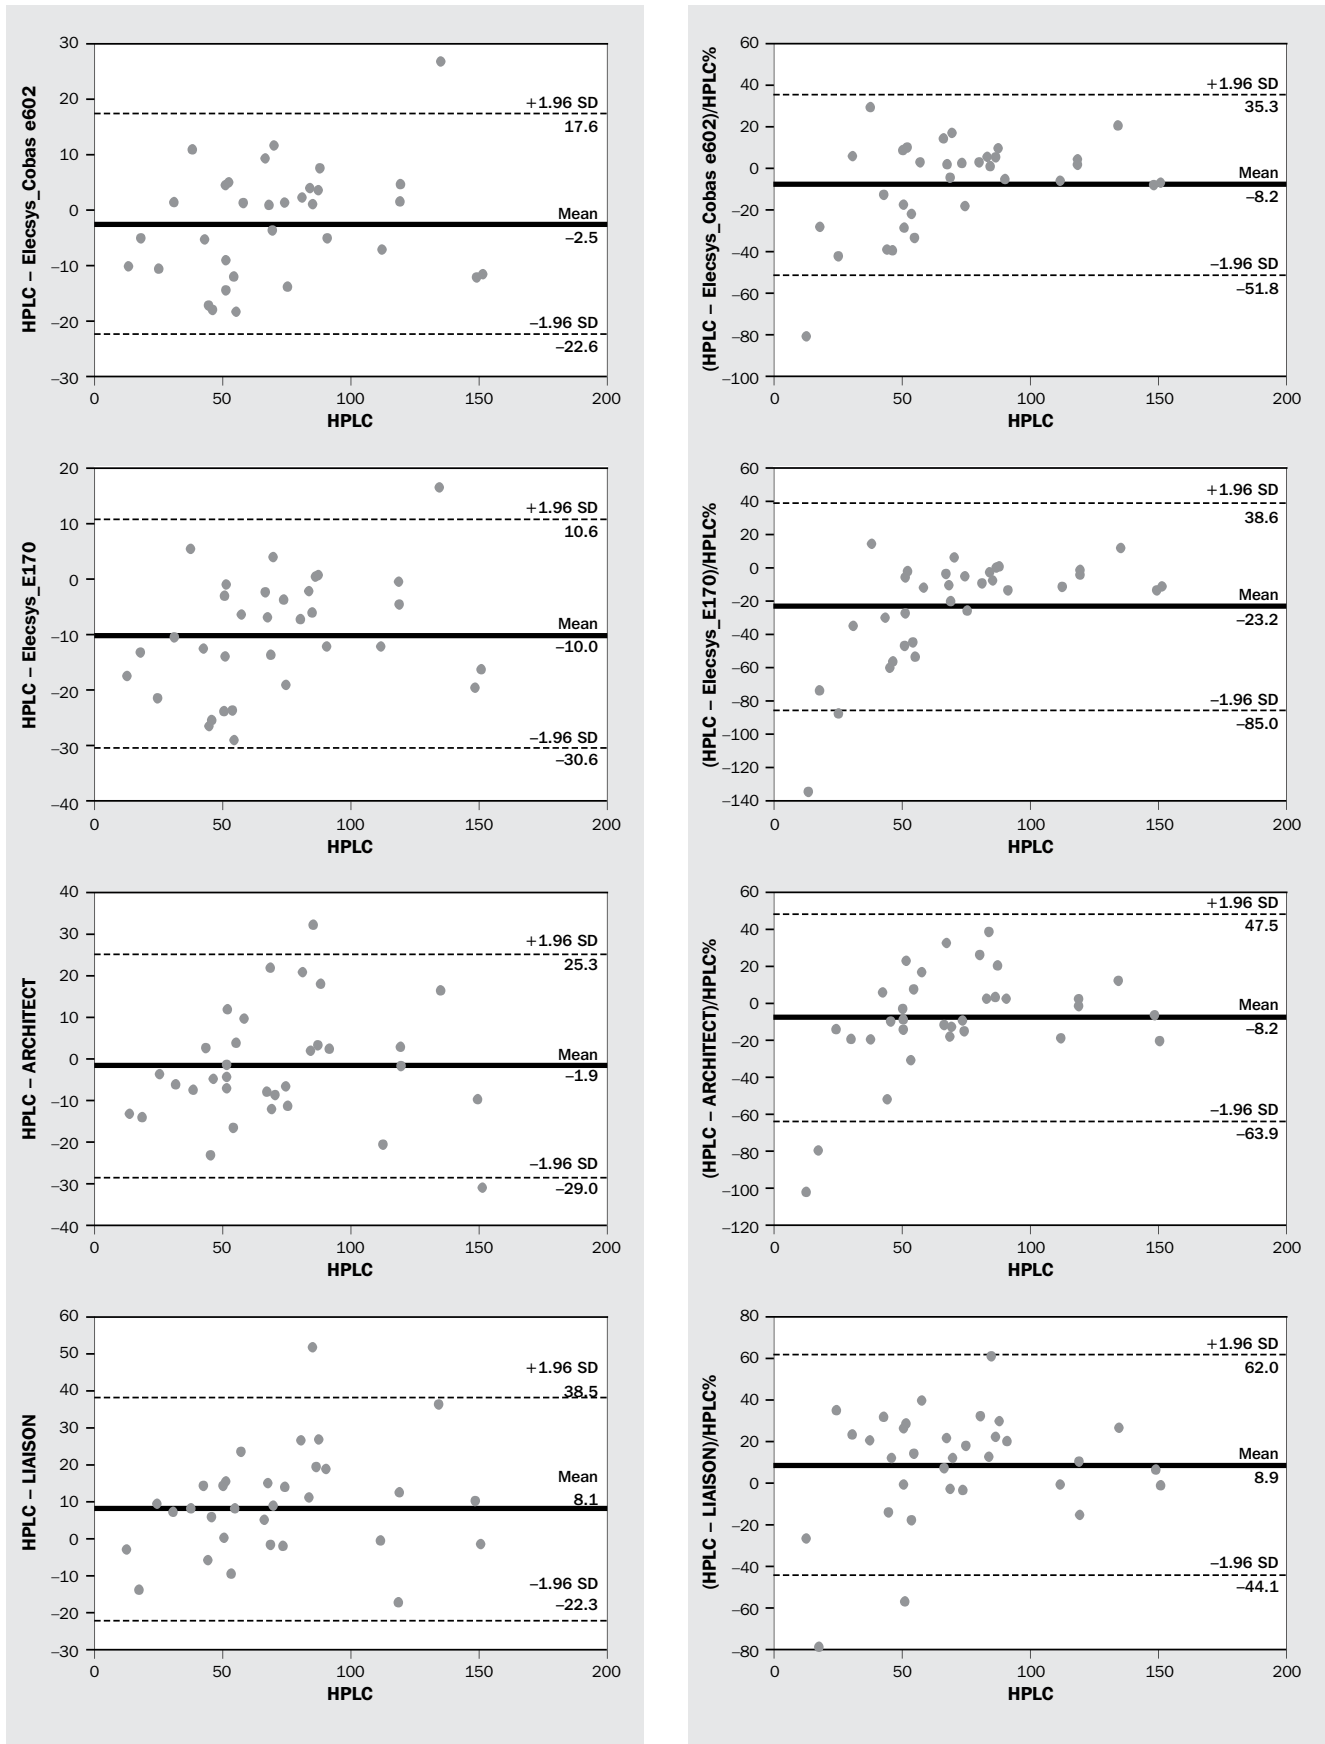 HPLC – Elecsys_Cobas e602
30
20
10
0
–10
–20
–30
+1.96 SD
17.6
Mean
–2.5
–1.96 SD
–22.6
0 50 100 150 200
HPLC
(HPLC – Elecsys_Cobas e602)/HPLC%
60
40
20
0
–20
–40
–60
–80
–100
+1.96 SD
35.3
Mean
–8.2
–1.96 SD
–51.8
0 50 100 150 200
HPLC
HPLC – Elecsys_E170
20
10
0
–10
–20
–30
–40
+1.96 SD
10.6
Mean
–10.0
–1.96 SD
–30.6
0 50 100 150 200
HPLC
(HPLC – Elecsys_E170)/HPLC%
60
40
20
0
–20
–40
–60
–80
–100
–120
–140
+1.96 SD
38.6
Mean
–23.2
–1.96 SD
–85.0
0 50 100 150 200
HPLC
HPLC – ARCHITECT
40
30
20
10
0
–10
–20
–30
–40
+1.96 SD
25.3
Mean
–1.9
–1.96 SD
–29.0
0 50 100 150 200
HPLC
(HPLC – ARCHITECT)/HPLC%
60
40
20
0
–20
–40
–60
–80
–100
–120
+1.96 SD
47.5
Mean
–8.2
–1.96 SD
–63.9
0 50 100 150 200
HPLC
HPLC – LIAISON
60
50
40
30
20
10
0
–10
–20
–30
+1.96 SD
38.5
Mean
8.1
–1.96 SD
–22.3
0 50 100 150 200
HPLC
(HPLC – LIAISON)/HPLC%
80
60
40
20
0
–20
–40
–60
–80
+1.96 SD
62.0
Mean
8.9
–1.96 SD
–44.1
0 50 100 150 200
HPLC